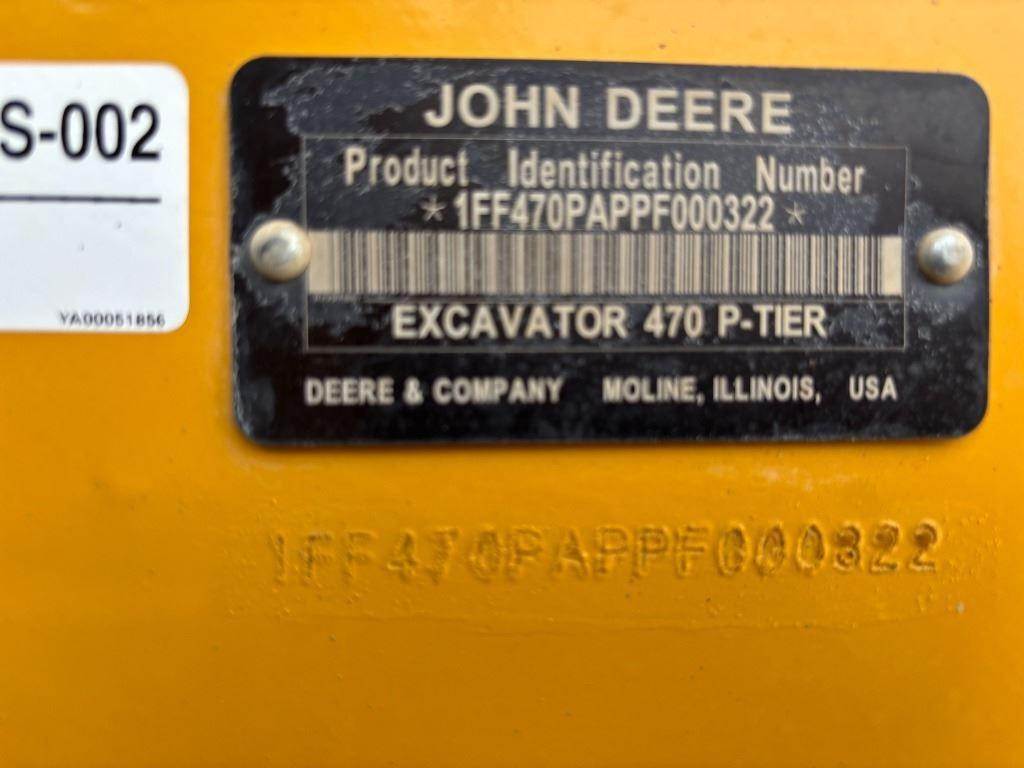 S-002
YA00051856
JOHN DEERE
Product Identification Number
*1FF470PAPPF000322*
EXCAVATOR 470 P-TIER
DEERE & COMPANY MOLINE, ILLINOIS, USA
1FF470PAPPF000322